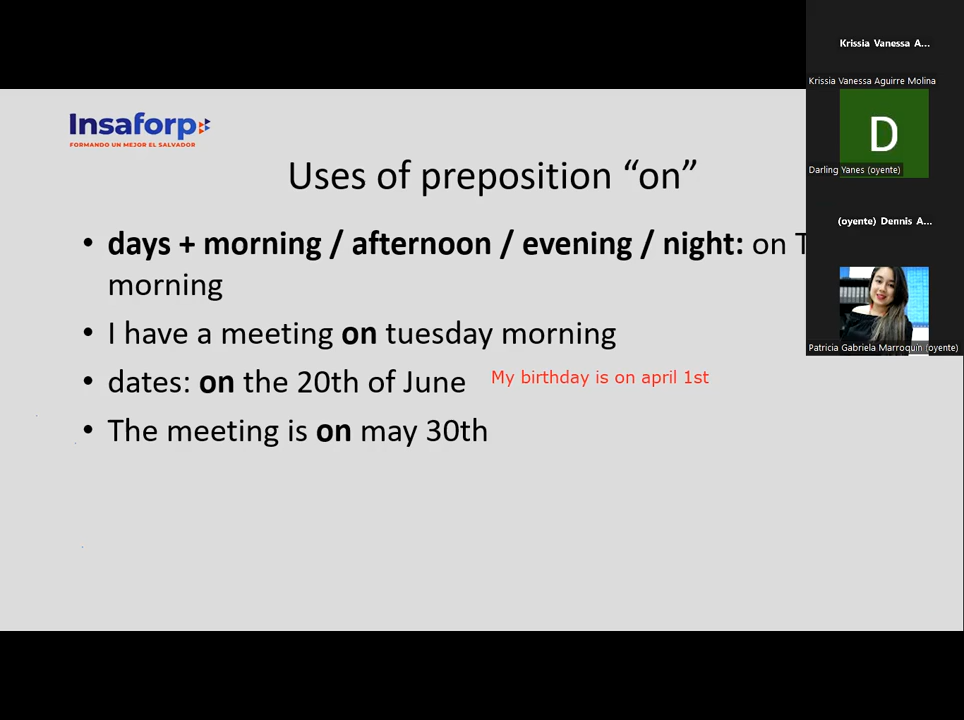 Krissia Vanessa A...
Krissia Vanessa Aguirre Molina
Insaforp
FORMANDO UN MEJOR EL SALVADOR
D
Darling Yanes (oyente)
Uses of preposition “on”
(oyente) Dennis A...
• days + morning / afternoon / evening / night: on T
morning
• I have a meeting on tuesday morning
Patricia Gabriela Marroquin (oyente)
• dates: on the 20th of June My birthday is on april 1st
• The meeting is on may 30th